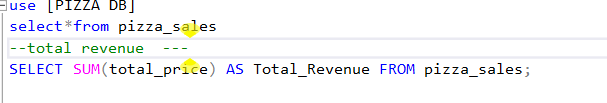 use [PIZZA DB]
select*from pizza_sales
--total revenue  ---
SELECT SUM(total_price) AS Total_Revenue FROM pizza_sales;